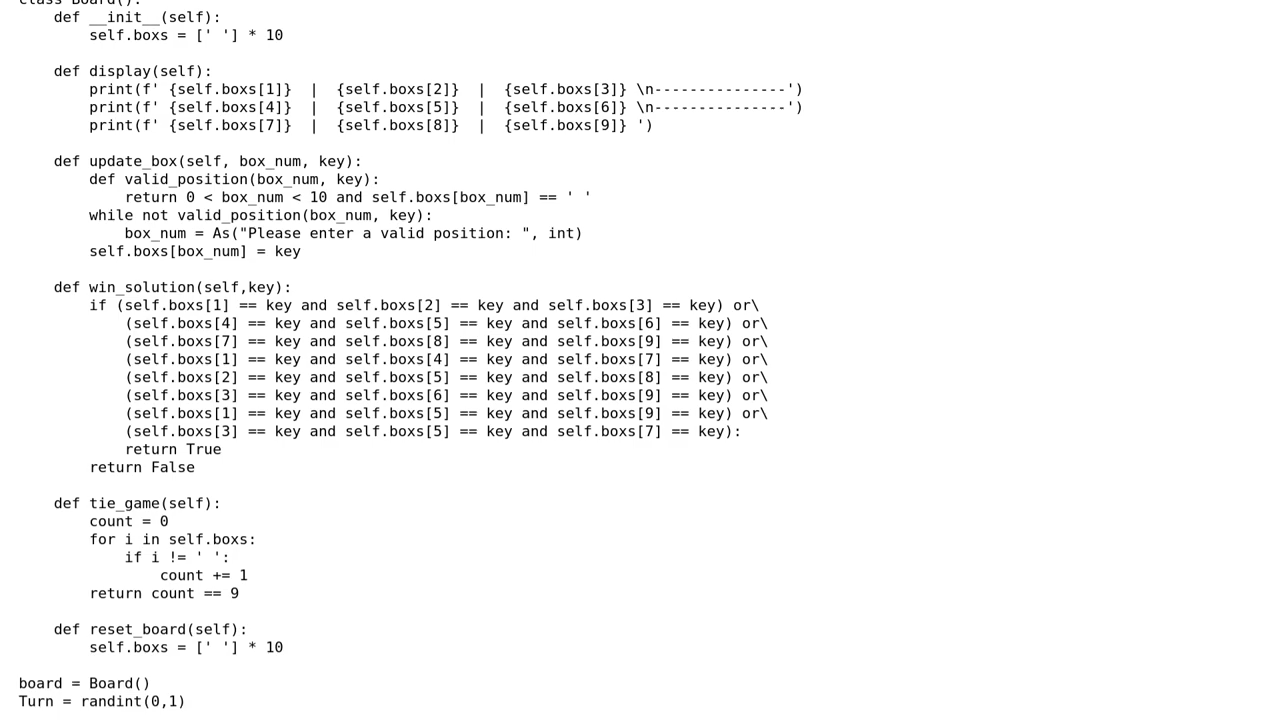 class Board():
    def __init__(self):
        self.boxs = [' '] * 10

    def display(self):
        print(f' {self.boxs[1]}  |  {self.boxs[2]}  |  {self.boxs[3]} \n---------------')
        print(f' {self.boxs[4]}  |  {self.boxs[5]}  |  {self.boxs[6]} \n---------------')
        print(f' {self.boxs[7]}  |  {self.boxs[8]}  |  {self.boxs[9]} ')

    def update_box(self, box_num, key):
        def valid_position(box_num, key):
            return 0 < box_num < 10 and self.boxs[box_num] == ' '
        while not valid_position(box_num, key):
            box_num = As("Please enter a valid position: ", int)
        self.boxs[box_num] = key

    def win_solution(self,key):
        if (self.boxs[1] == key and self.boxs[2] == key and self.boxs[3] == key) or\
            (self.boxs[4] == key and self.boxs[5] == key and self.boxs[6] == key) or\
            (self.boxs[7] == key and self.boxs[8] == key and self.boxs[9] == key) or\
            (self.boxs[1] == key and self.boxs[4] == key and self.boxs[7] == key) or\
            (self.boxs[2] == key and self.boxs[5] == key and self.boxs[8] == key) or\
            (self.boxs[3] == key and self.boxs[6] == key and self.boxs[9] == key) or\
            (self.boxs[1] == key and self.boxs[5] == key and self.boxs[9] == key) or\
            (self.boxs[3] == key and self.boxs[5] == key and self.boxs[7] == key):
            return True
        return False

    def tie_game(self):
        count = 0
        for i in self.boxs:
            if i != ' ':
                count += 1
        return count == 9

    def reset_board(self):
        self.boxs = [' '] * 10

board = Board()
Turn = randint(0,1)